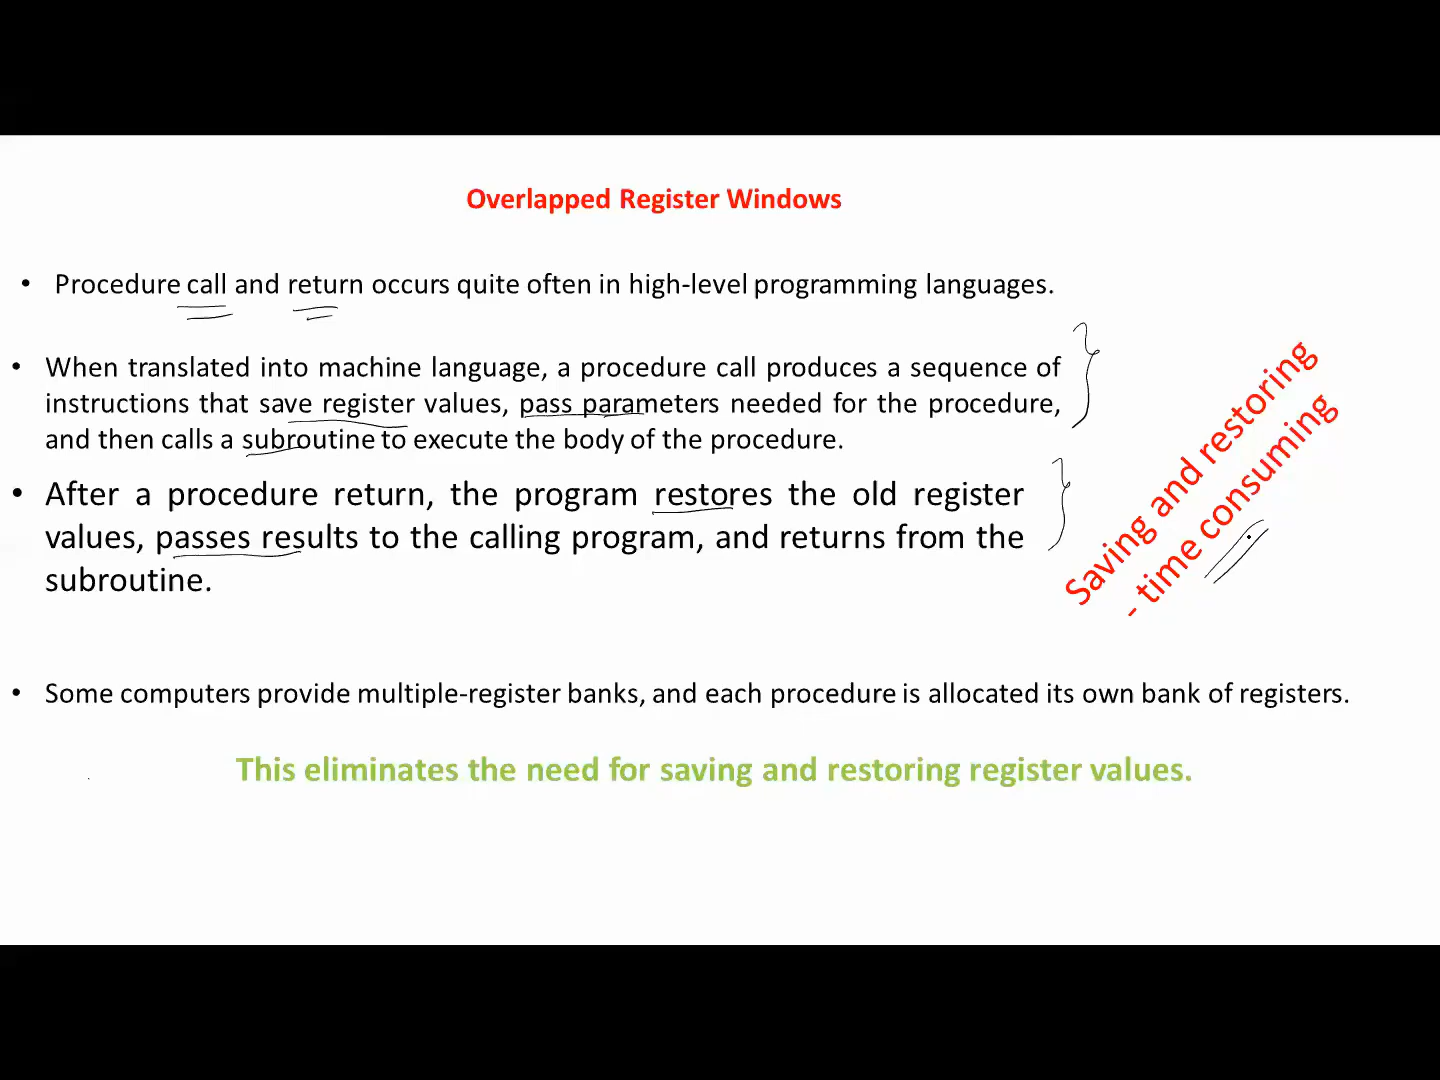 Overlapped Register Windows
• Procedure call and return occurs quite often in high-level programming languages.
• When translated into machine language, a procedure call produces a sequence of
instructions that save register values, pass parameters needed for the procedure,
and then calls a subroutine to execute the body of the procedure.
• After a procedure return, the program restores the old register
values, passes results to the calling program, and returns from the
subroutine.
Saving and restoring
- time consuming
• Some computers provide multiple-register banks, and each procedure is allocated its own bank of registers.
This eliminates the need for saving and restoring register values.